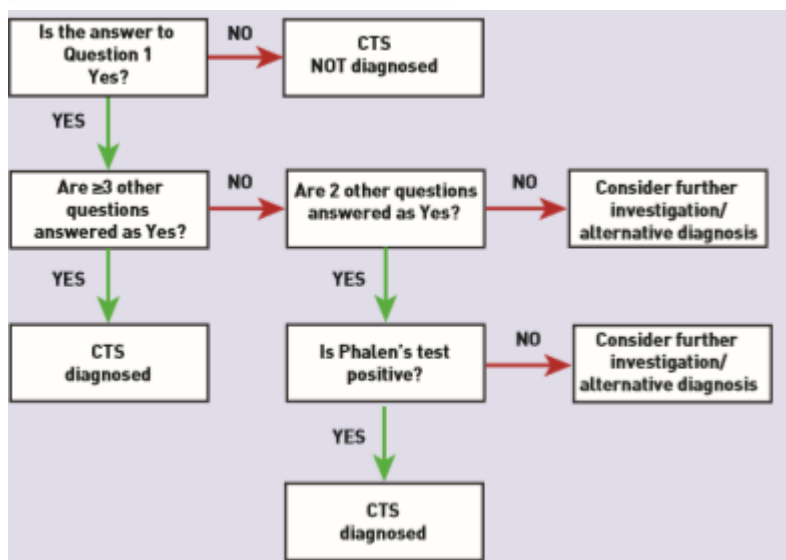 Is the answer to
Question 1
Yes?
NO
CTS
NOT diagnosed
YES
Are ≥3 other
questions
answered as Yes?
NO
Are 2 other questions
answered as Yes?
NO
Consider further
investigation/
alternative diagnosis
YES
YES
CTS
diagnosed
Is Phalen's test
positive?
NO
Consider further
investigation/
alternative diagnosis
YES
CTS
diagnosed